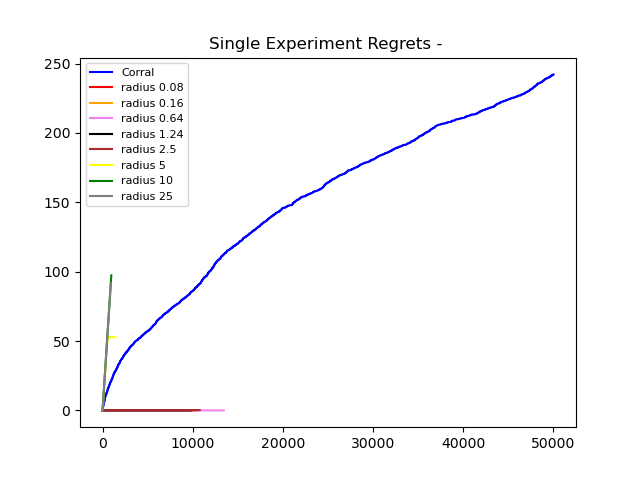 Single Experiment Regrets -
250
200
150
100
50
0
Corral
radius 0.08
radius 0.16
radius 0.64
radius 1.24
radius 2.5
radius 5
radius 10
radius 25
0 10000 20000 30000 40000 50000